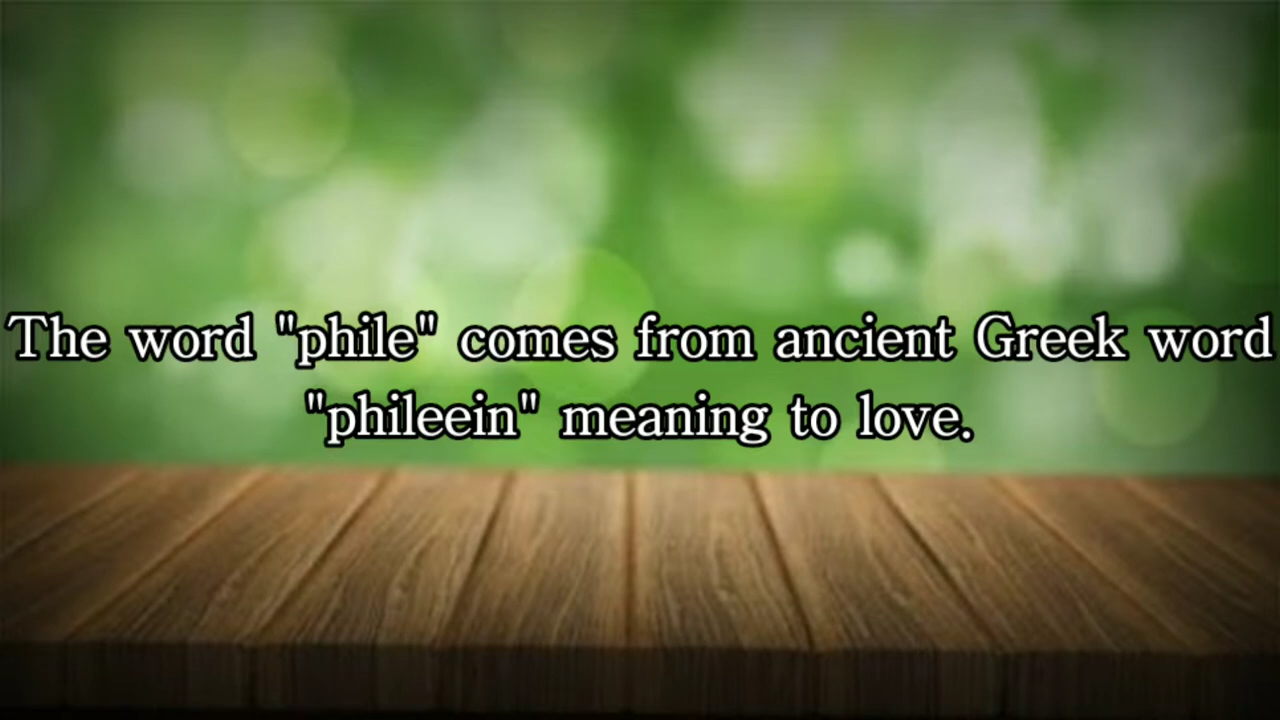 The word "phile" comes from ancient Greek word
"phileein" meaning to love.